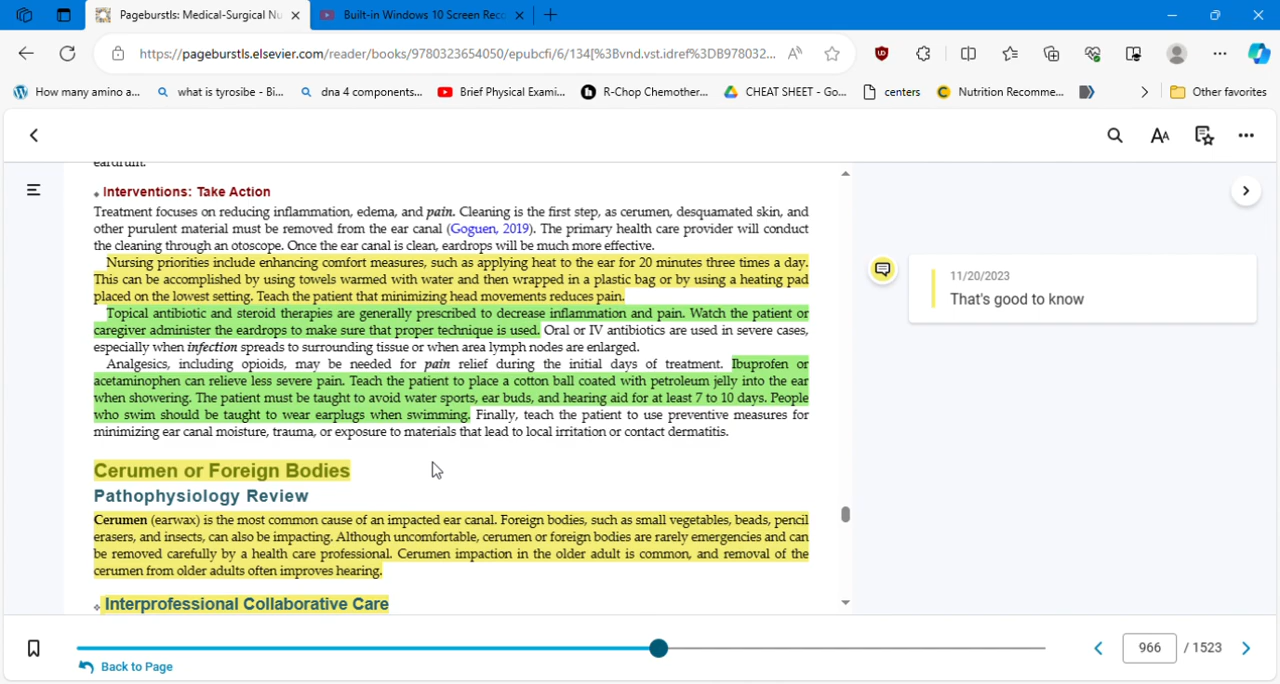 Pageburstls: Medical-Surgical Nu
Built-in Windows 10 Screen Reco
https://pageburstls.elsevier.com/reader/books/9780323654050/epubcfi/6/134[%3Bvnd.vst.idref%3DB978032...
How many amino a...
what is tyrosibe - Bi...
dna 4 components...
Brief Physical Exami...
R-Chop Chemother...
CHEAT SHEET - Go...
centers
Nutrition Recomme...
Other favorites
eardrum.
Interventions: Take Action
Treatment focuses on reducing inflammation, edema, and pain. Cleaning is the first step, as cerumen, desquamated skin, and
other purulent material must be removed from the ear canal (Goguen, 2019). The primary health care provider will conduct
the cleaning through an otoscope. Once the ear canal is clean, eardrops will be much more effective.
Nursing priorities include enhancing comfort measures, such as applying heat to the ear for 20 minutes three times a day.
This can be accomplished by using towels warmed with water and then wrapped in a plastic bag or by using a heating pad
placed on the lowest setting. Teach the patient that minimizing head movements reduces pain.
Topical antibiotic and steroid therapies are generally prescribed to decrease inflammation and pain. Watch the patient or
caregiver administer the eardrops to make sure that proper technique is used. Oral or IV antibiotics are used in severe cases,
especially when infection spreads to surrounding tissue or when area lymph nodes are enlarged.
Analgesics, including opioids, may be needed for pain relief during the initial days of treatment. Ibuprofen or
acetaminophen can relieve less severe pain. Teach the patient to place a cotton ball coated with petroleum jelly into the ear
when showering. The patient must be taught to avoid water sports, ear buds, and hearing aid for at least 7 to 10 days. People
who swim should be taught to wear earplugs when swimming. Finally, teach the patient to use preventive measures for
minimizing ear canal moisture, trauma, or exposure to materials that lead to local irritation or contact dermatitis.
Cerumen or Foreign Bodies
Pathophysiology Review
Cerumen (earwax) is the most common cause of an impacted ear canal. Foreign bodies, such as small vegetables, beads, pencil
erasers, and insects, can also be impacting. Although uncomfortable, cerumen or foreign bodies are rarely emergencies and can
be removed carefully by a health care professional. Cerumen impaction in the older adult is common, and removal of the
cerumen from older adults often improves hearing.
Interprofessional Collaborative Care
11/20/2023
That's good to know
966 / 1523
Back to Page